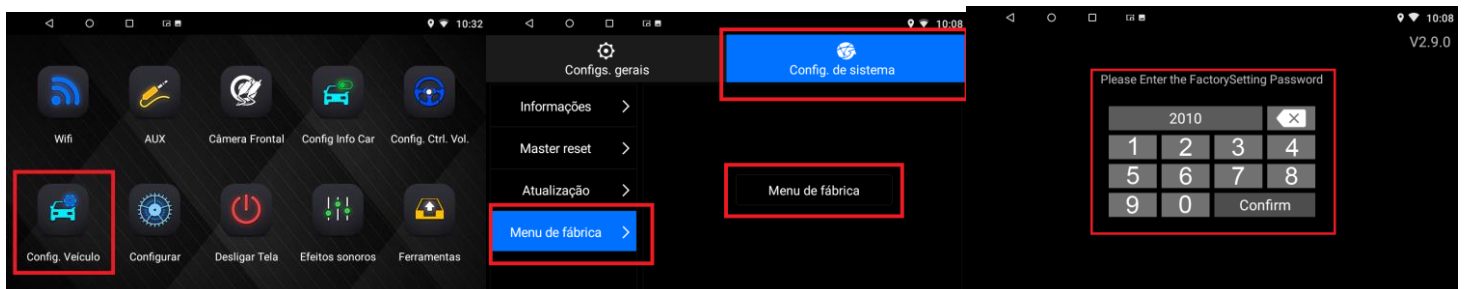 10:32
Wifi
AUX
Câmera Frontal
Config Info Car
Config. Ctrl. Vol.
Config. Veículo
Configurar
Desligar Tela
Efeitos sonoros
Ferramentas
10:08
Configs. gerais
Config. de sistema
Informações
Master reset
Atualização
Menu de fábrica
Menu de fábrica
10:08
V2.9.0
Please Enter the FactorySetting Password
2010
1 2 3 4
5 6 7 8
9 0 Confirm